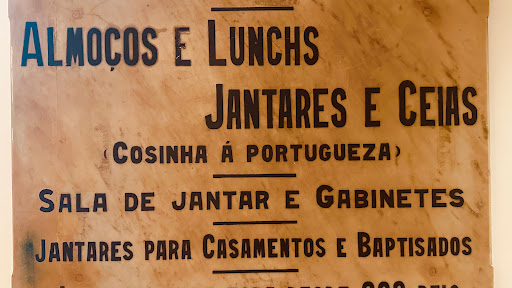 ALMOÇOS E LUNCHS
JANTARES E CEIAS
(COSINHA Á PORTUGUEZA)
SALA DE JANTAR E GABINETES
JANTARES PARA CASAMENTOS E BAPTISADOS